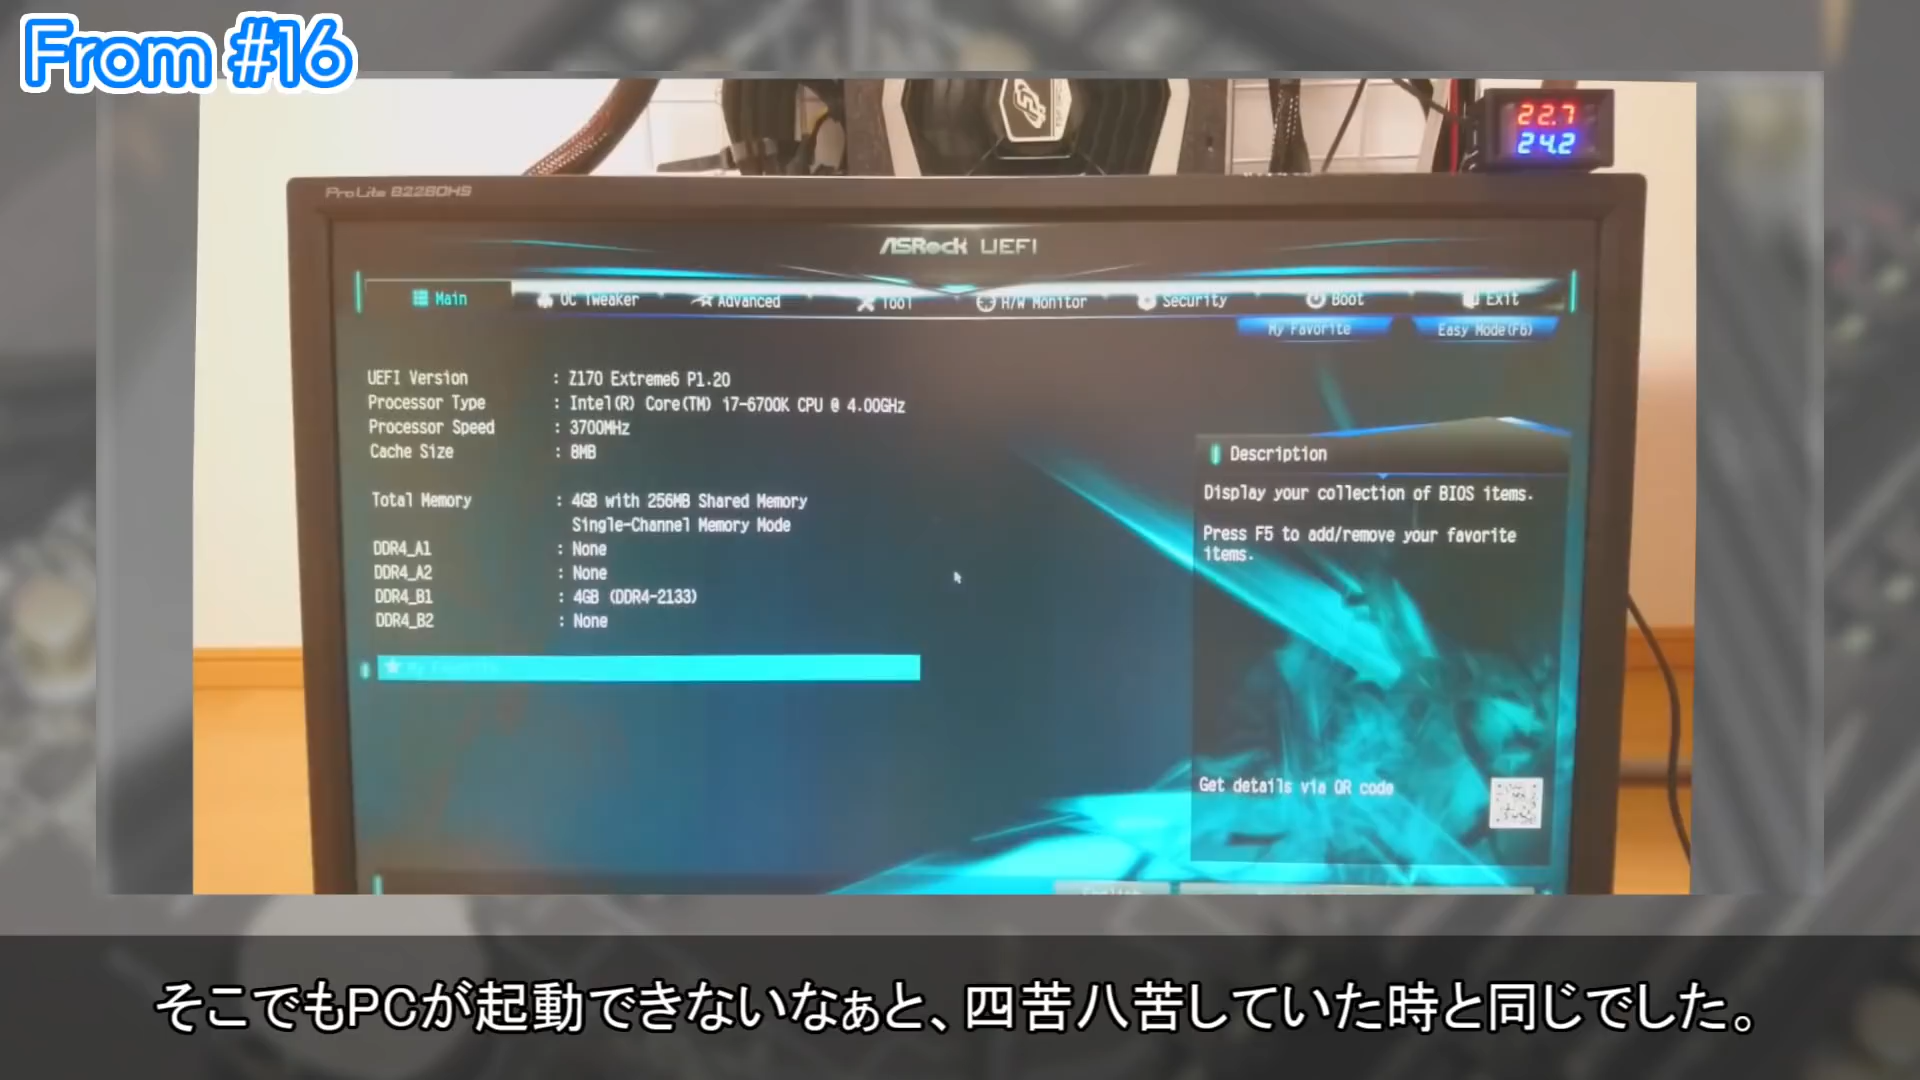 From #16
22.7
24.2
ProLite B2280HS
ASRock UEFI
Main
OC Tweaker
Advanced
Tool
H/W Monitor
Security
Boot
Exit
My Favorite
Easy Mode(F6)
UEFI Version : Z170 Extreme6 P1.20
Processor Type : Intel(R) Core(TM) i7-6700K CPU @ 4.00GHz
Processor Speed : 3700MHz
Cache Size : 8MB
Total Memory : 4GB with 256MB Shared Memory
Single-Channel Memory Mode
DDR4_A1 : None
DDR4_A2 : None
DDR4_B1 : 4GB (DDR4-2133)
DDR4_B2 : None
My Favorite
Description
Display your collection of BIOS items.
Press F5 to add/remove your favorite
items.
Get details via QR code
English
そこでもPCが起動できないなぁと、四苦八苦していた時と同じでした。